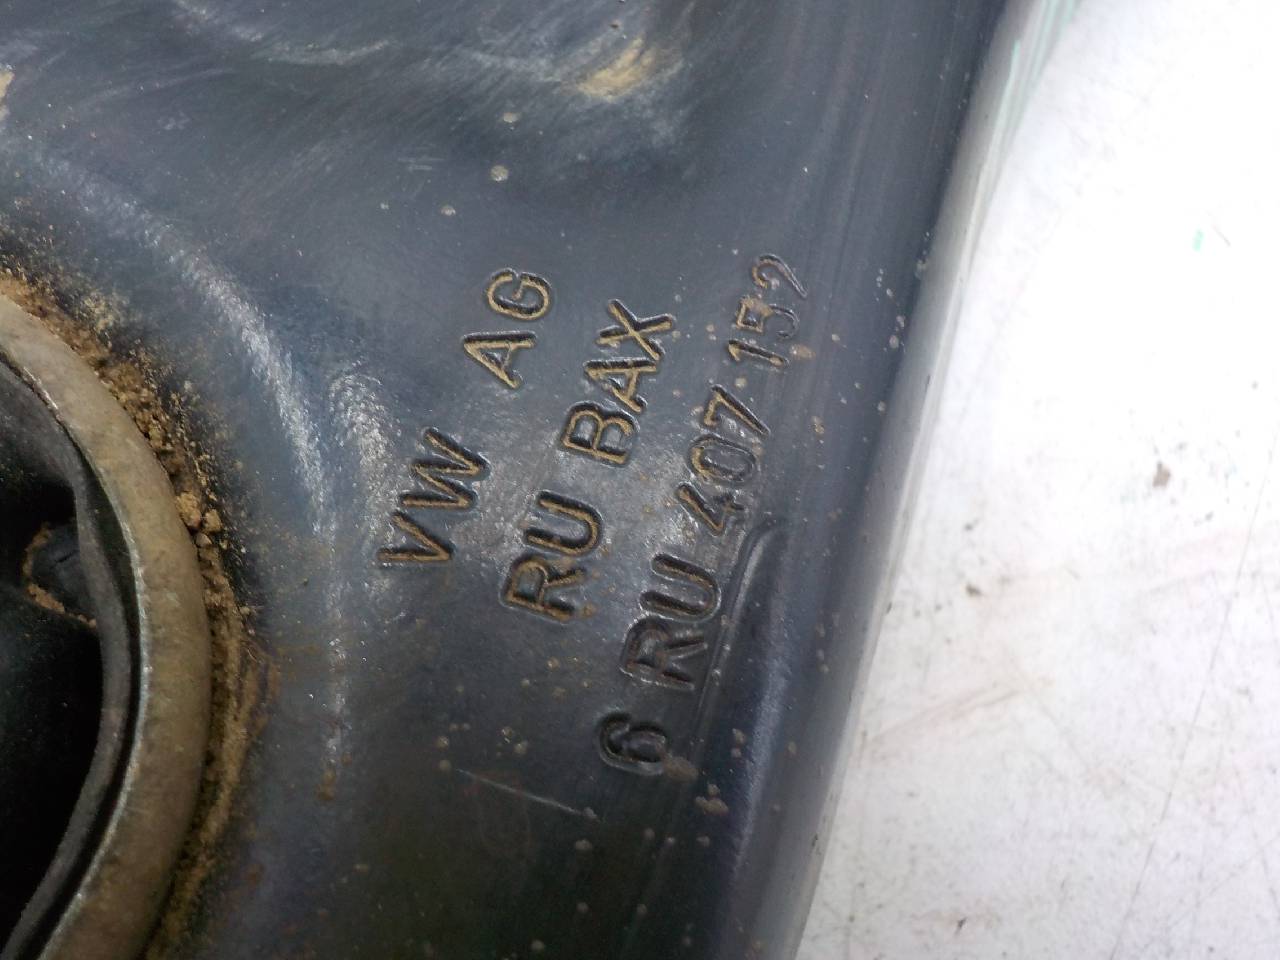 VW AG
RU BAX
6 RU 407 152